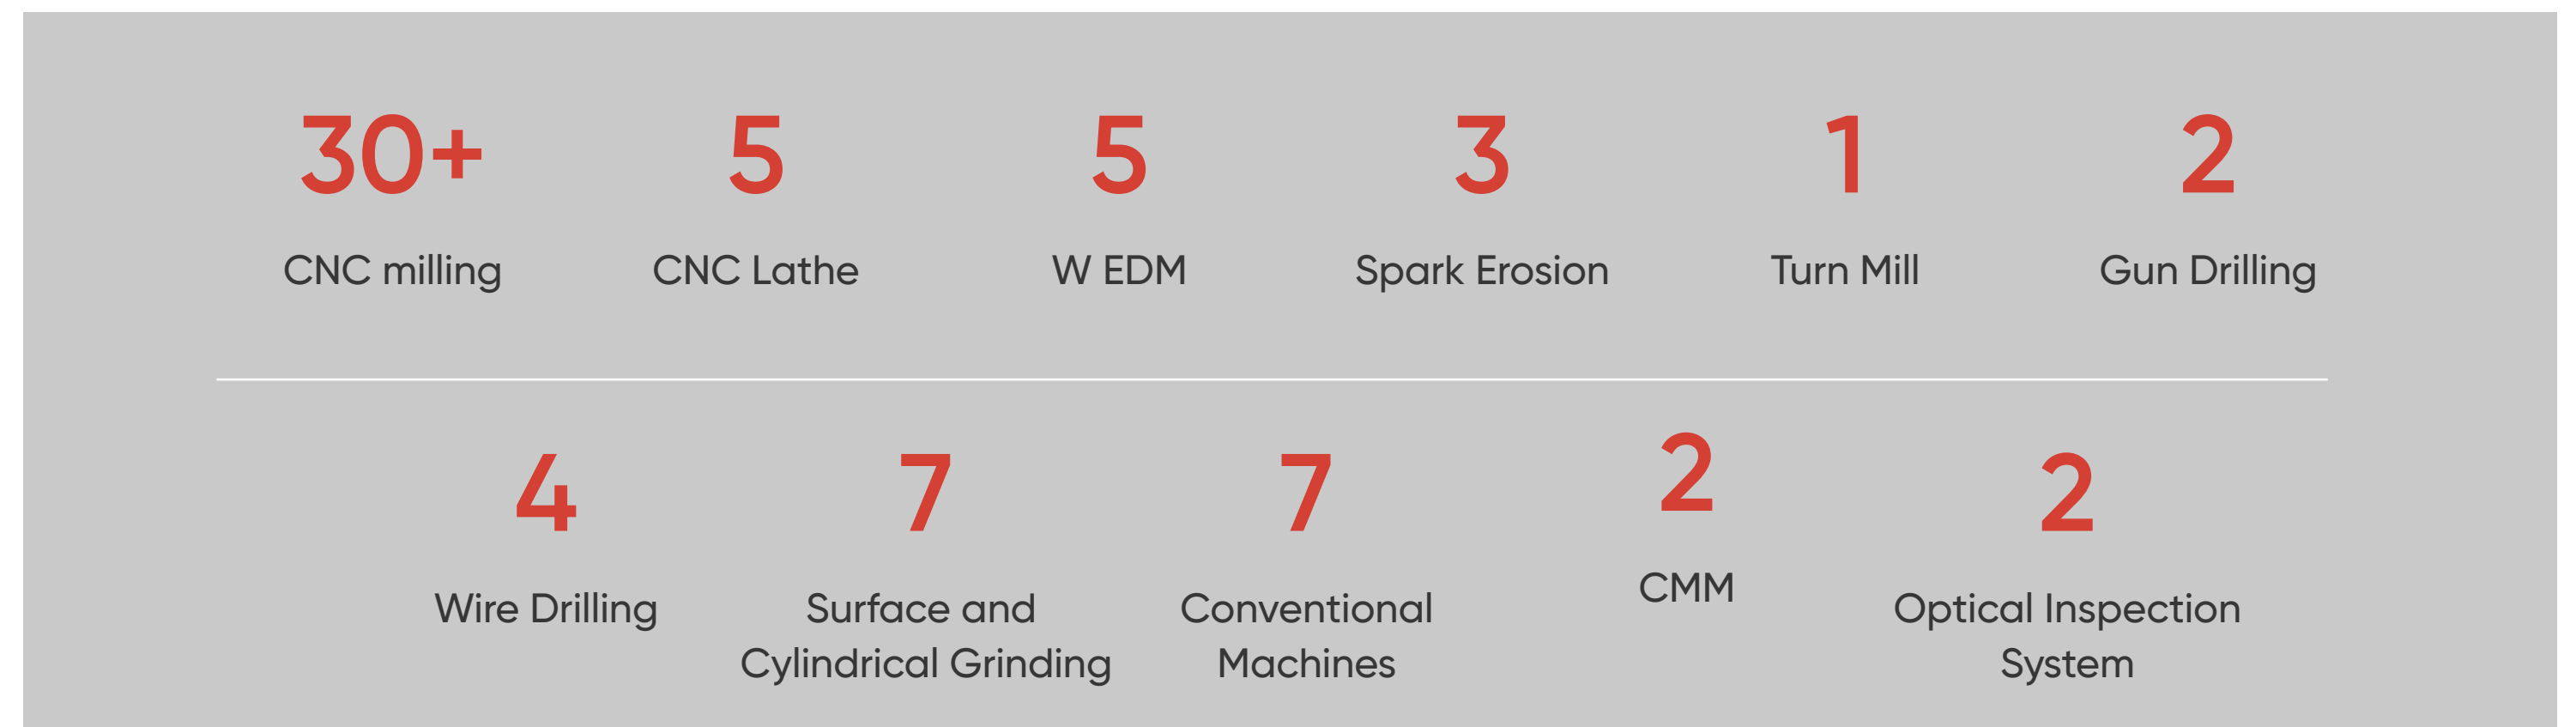 30+ 5 5 3 1 2
CNC milling CNC Lathe W EDM Spark Erosion Turn Mill Gun Drilling
4 7 7 2 2
Wire Drilling Surface and Conventional CMM Optical Inspection
Cylindrical Grinding Machines System